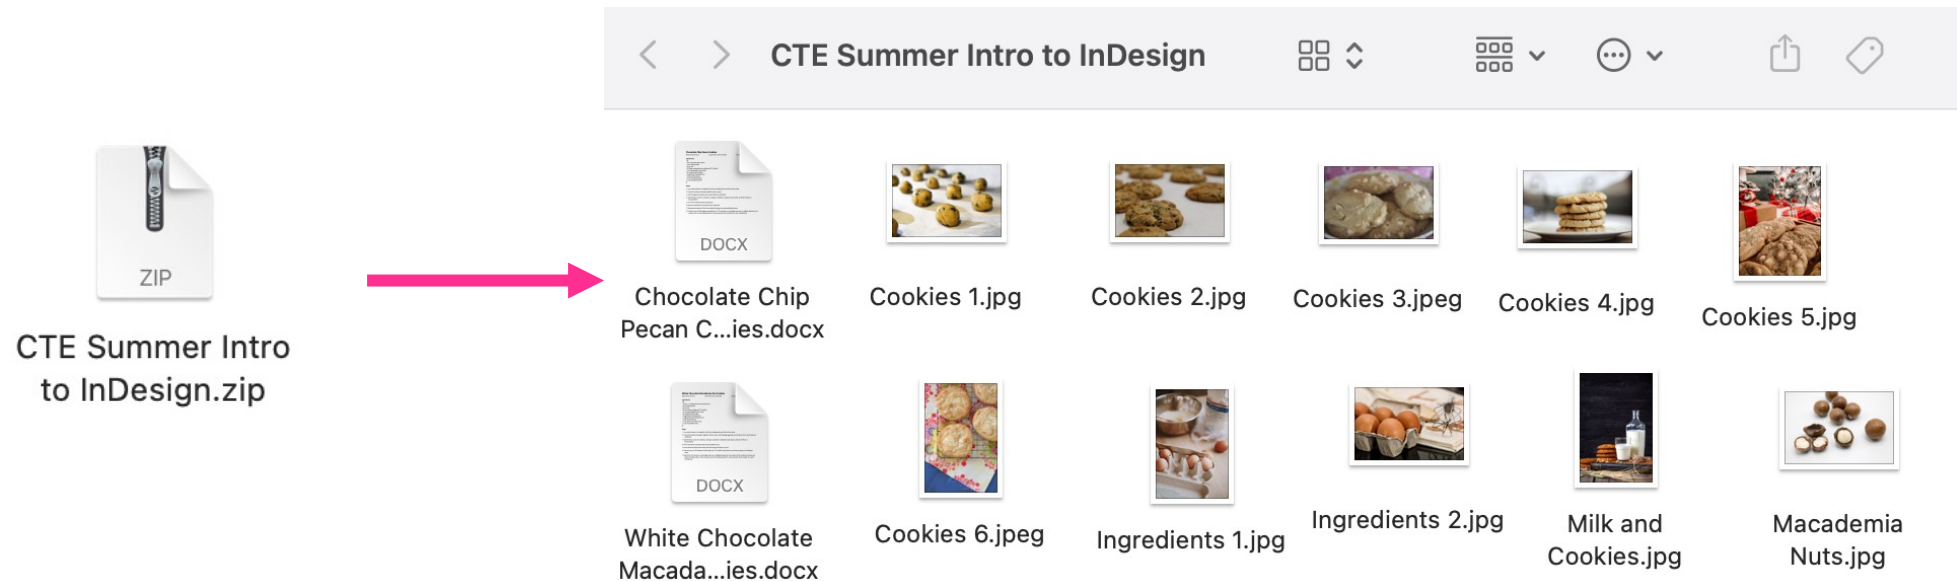 CTE Summer Intro to InDesign
ZIP
CTE Summer Intro
to InDesign.zip
DOCX
Chocolate Chip
Pecan C...ies.docx
Cookies 1.jpg
Cookies 2.jpg
Cookies 3.jpeg
Cookies 4.jpg
Cookies 5.jpg
DOCX
White Chocolate
Macada...ies.docx
Cookies 6.jpeg
Ingredients 1.jpg
Ingredients 2.jpg
Milk and
Cookies.jpg
Macademia
Nuts.jpg